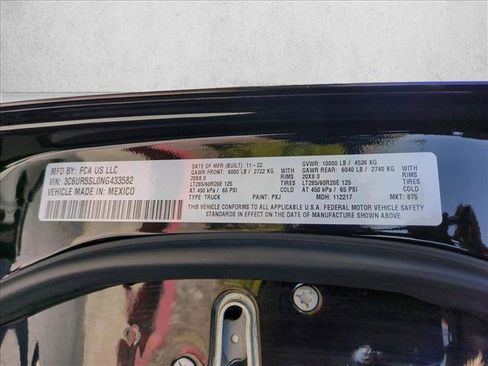 MFD BY: FCA US LLC
VIN: 3C6UR5SL0NG433582
VEHICLE MADE IN: MEXICO
DATE OF MFR (BUILT): 11-22
GVWR: 10000 LB / 4536 KG
GAWR FRONT: 6000 LB / 2722 KG WITH
20X8.0 RIMS
LT285/60R20E 125 TIRES
AT 450 kPa / 65 PSI COLD
GAWR REAR: 6040 LB / 2740 KG WITH
20X8.0 RIMS
LT285/60R20E 125 TIRES
AT 450 kPa / 65 PSI COLD
TYPE: TRUCK PAINT: PXJ MDH: 112217 MKT: 875
THIS VEHICLE CONFORMS TO ALL APPLICABLE U.S.A. FEDERAL MOTOR VEHICLE SAFETY
STANDARDS IN EFFECT ON THE DATE OF MANUFACTURE SHOWN ABOVE